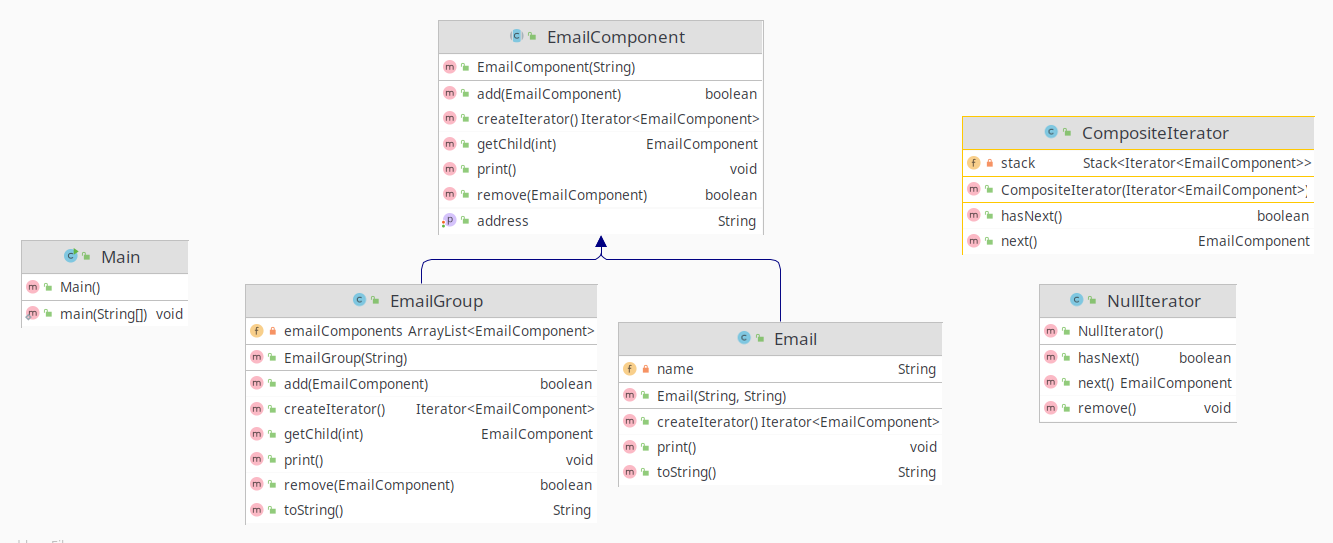 EmailComponent
EmailComponent(String)
add(EmailComponent) boolean
createIterator() Iterator<EmailComponent>
getChild(int) EmailComponent
print() void
remove(EmailComponent) boolean
address String
CompositeIterator
stack Stack<Iterator<EmailComponent>>
CompositeIterator(Iterator<EmailComponent>)
hasNext() boolean
next() EmailComponent
Main
Main()
main(String[]) void
EmailGroup
emailComponents ArrayList<EmailComponent>
EmailGroup(String)
add(EmailComponent) boolean
createIterator() Iterator<EmailComponent>
getChild(int) EmailComponent
print() void
remove(EmailComponent) boolean
toString() String
Email
name String
Email(String, String)
createIterator() Iterator<EmailComponent>
print() void
toString() String
NullIterator
NullIterator()
hasNext() boolean
next() EmailComponent
remove() void